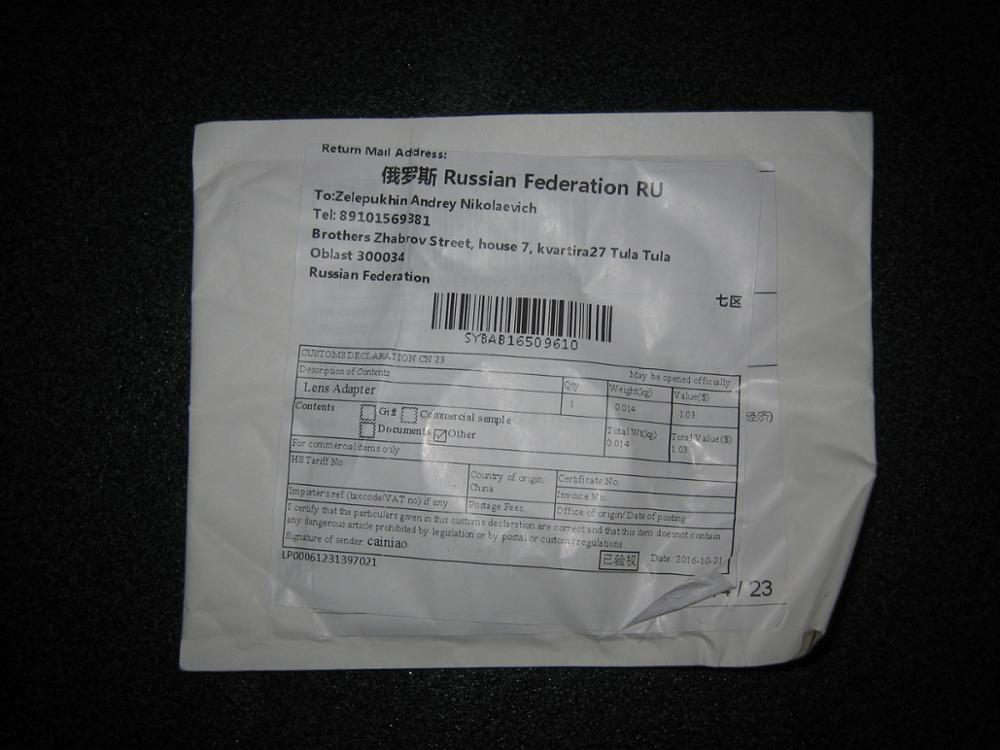 Return Mail Address:
俄罗斯 Russian Federation RU
To:Zelepukhin Andrey Nikolaevich
Tel: 89101569381
Brothers Zhabrov Street, house 7, kvartira27 Tula Tula
Oblast 300034
Russian Federation
七区
SYBAB16509610
CUSTOMS DECLARATION CN 23
May be opened officially
Description of Contents Qty Weight(kg) Value($)
Lens Adapter 1 0.014 1.03
经济)
Contents Gift Commercial sample
Documents Other
Total Wt(kg) Total Value($)
0.014 1.03
For commercial items only
HS Tariff No
Country of origin Certificate No.
China Invoice No.
Importer's ref (taxcode/VAT no) if any Postage Fees Office of origin/Date of posting
I certify that the particulars given in this customs declaration are correct and that this item doesnot contain
any dangerous article prohibited by legislation or by postal or customsregulations
Signature of sender cainiao 已验视 Date: 2016-10-21
LP00061231397021
/ 23